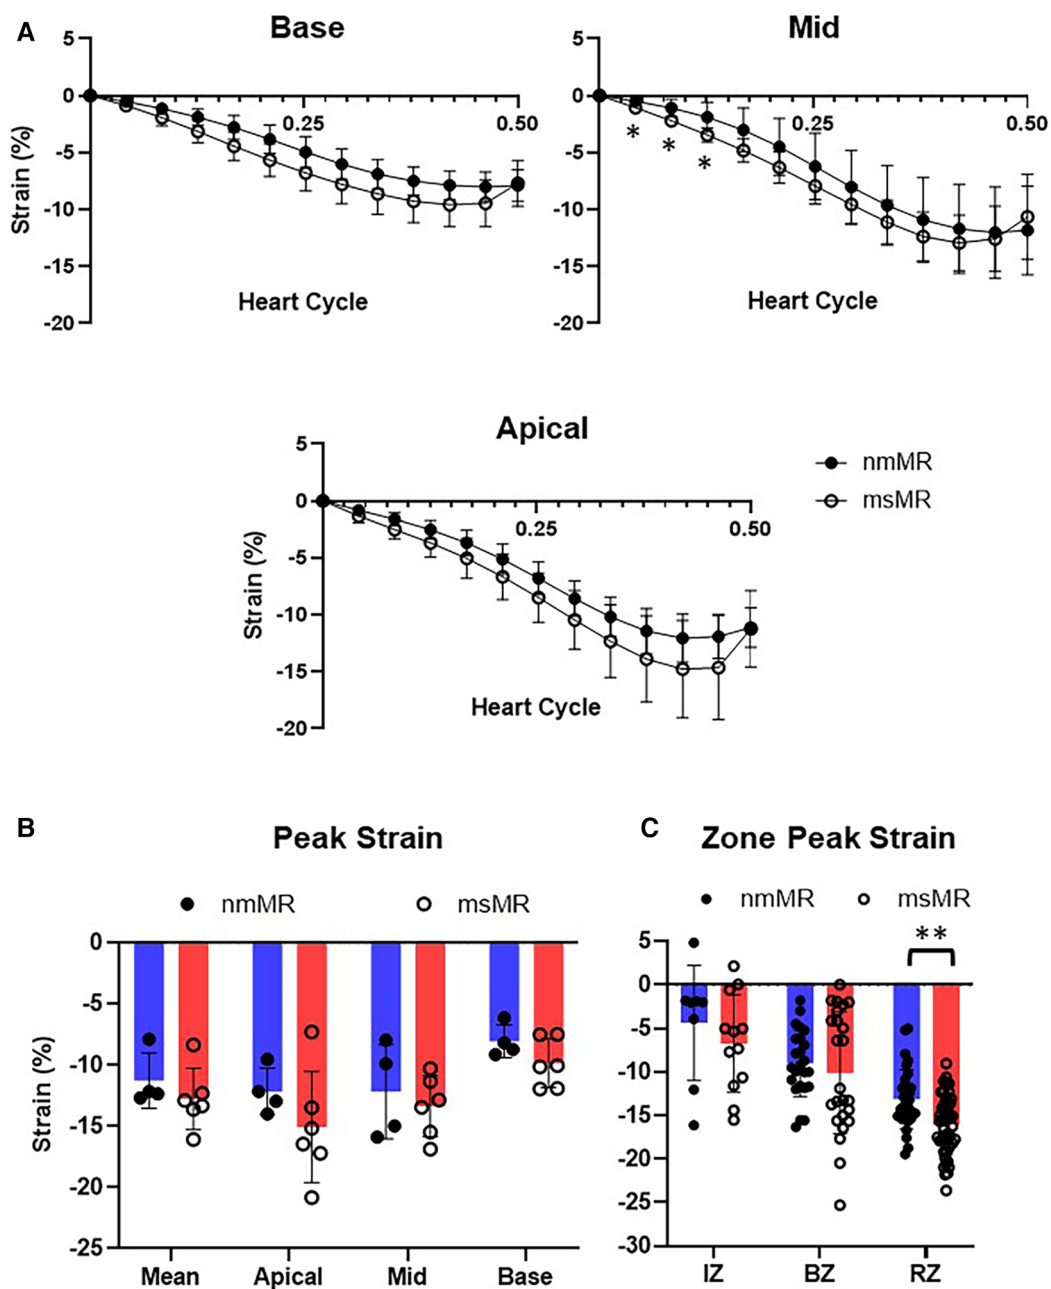 A
Base
Mid
5
0
-5
-10
-15
-20
Strain (%)
0.25
0.50
Heart Cycle
5
0
-5
-10
-15
-20
Strain (%)
0.25
0.50
* * *
Heart Cycle
Apical
5
0
-5
-10
-15
-20
Strain (%)
0.25
0.50
Heart Cycle
nmMR
msMR
B
Peak Strain
nmMR msMR
0
-5
-10
-15
-20
-25
Strain (%)
Mean Apical Mid Base
C
Zone Peak Strain
nmMR msMR
**
5
0
-5
-10
-15
-20
-25
-30
IZ BZ RZ